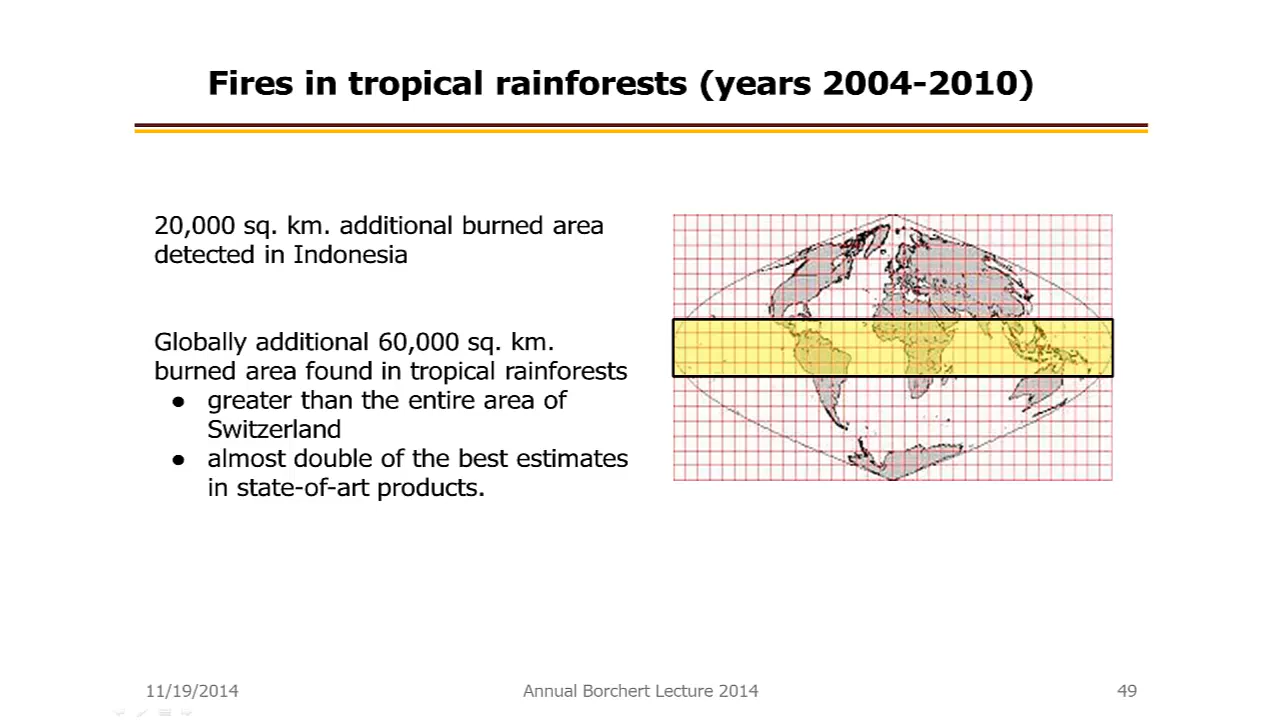 Fires in tropical rainforests (years 2004-2010)
20,000 sq. km. additional burned area
detected in Indonesia
Globally additional 60,000 sq. km.
burned area found in tropical rainforests
● greater than the entire area of
Switzerland
● almost double of the best estimates
in state-of-art products.
11/19/2014
Annual Borchert Lecture 2014
49